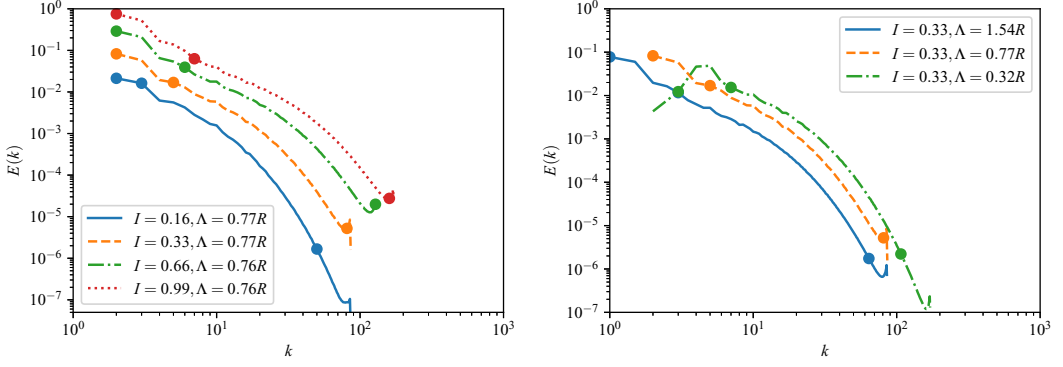 10^0
10^-1
10^-2
10^-3
10^-4
10^-5
10^-6
10^-7
E(k)
10^0 10^1 10^2 10^3
k
I = 0.16, Λ = 0.77R
I = 0.33, Λ = 0.77R
I = 0.66, Λ = 0.76R
I = 0.99, Λ = 0.76R
10^0
10^-1
10^-2
10^-3
10^-4
10^-5
10^-6
10^-7
E(k)
10^0 10^1 10^2 10^3
k
I = 0.33, Λ = 1.54R
I = 0.33, Λ = 0.77R
I = 0.33, Λ = 0.32R